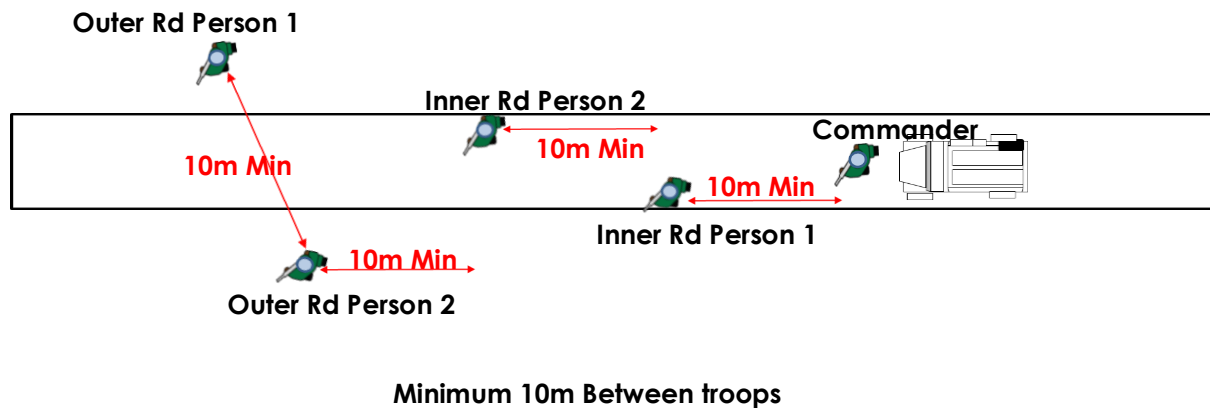 Outer Rd Person 1
Inner Rd Person 2
Commander
10m Min
10m Min
10m Min
Inner Rd Person 1
10m Min
Outer Rd Person 2
Minimum 10m Between troops